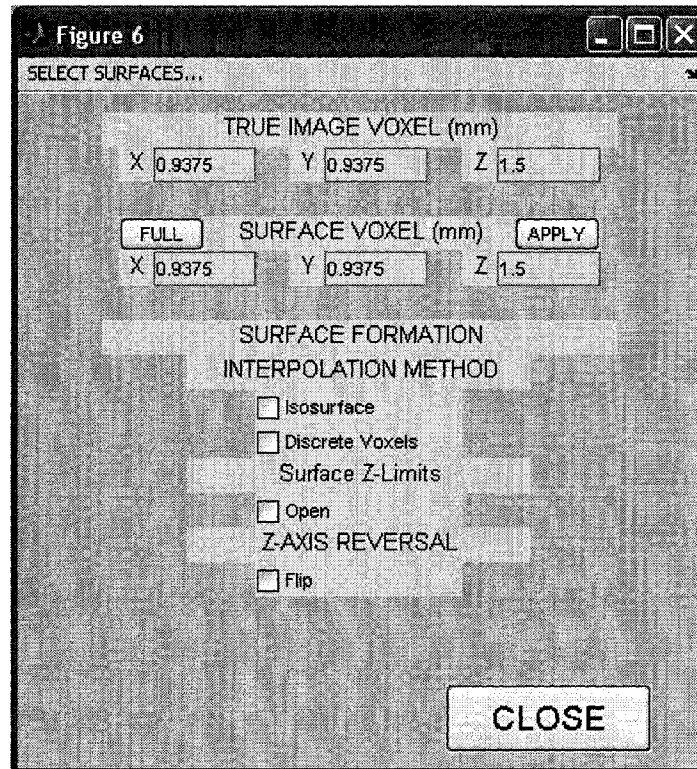 Figure 6
SELECT SURFACES...
TRUE IMAGE VOXEL (mm)
X 0.9375 Y 0.9375 Z 1.5
FULL SURFACE VOXEL (mm) APPLY
X 0.9375 Y 0.9375 Z 1.5
SURFACE FORMATION
INTERPOLATION METHOD
Isosurface
Discrete Voxels
Surface Z-Limits
Open
Z-AXIS REVERSAL
Flip
CLOSE